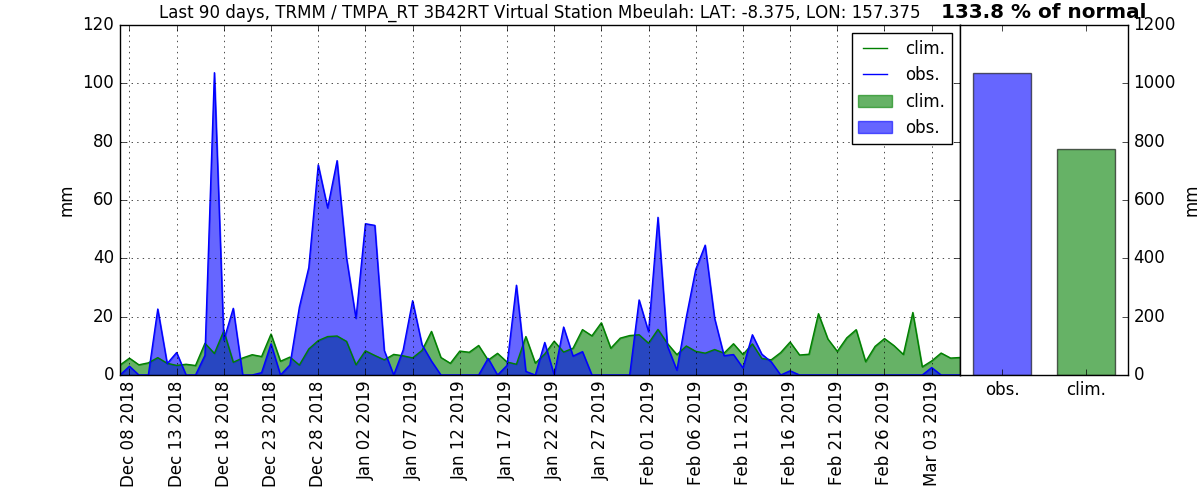 Last 90 days, TRMM / TMPA_RT 3B42RT Virtual Station Mbeulah: LAT: -8.375, LON: 157.375
133.8 % of normal
clim.
obs.
clim.
obs.
mm
120
100
80
60
40
20
0
Dec 08 2018
Dec 13 2018
Dec 18 2018
Dec 23 2018
Dec 28 2018
Jan 02 2019
Jan 07 2019
Jan 12 2019
Jan 17 2019
Jan 22 2019
Jan 27 2019
Feb 01 2019
Feb 06 2019
Feb 11 2019
Feb 16 2019
Feb 21 2019
Feb 26 2019
Mar 03 2019
1200
1000
800
600
400
200
0
mm
obs.
clim.